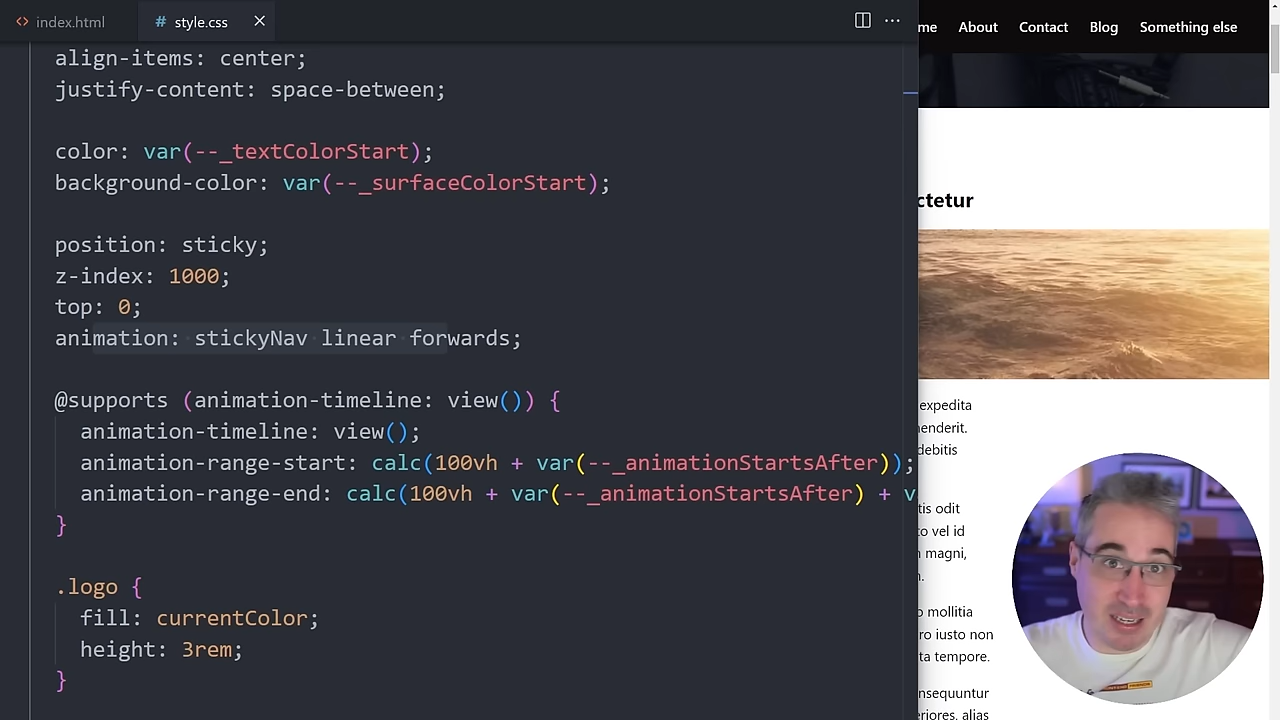 index.html
style.css
align-items: center;
justify-content: space-between;
color: var(--_textColorStart);
background-color: var(--_surfaceColorStart);
position: sticky;
z-index: 1000;
top: 0;
animation: stickyNav linear forwards;
@supports (animation-timeline: view()) {
animation-timeline: view();
animation-range-start: calc(100vh + var(--_animationStartsAfter));
animation-range-end: calc(100vh + var(--_animationStartsAfter) + v
}
.logo {
fill: currentColor;
height: 3rem;
}
me About Contact Blog Something else
ctetur
expedita
henderit.
debitis
tis odit
to vel id
magni,
mollitia
ro iusto non
ta tempore.
nsequuntur
eriores, alias